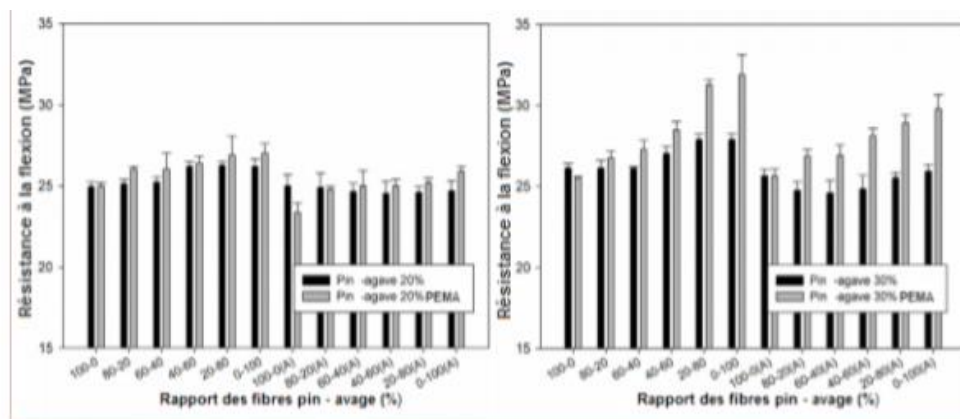 35
30
25
20
15
Rèsistance à la flexion (MPa)
Pin -agave 20%
Pin -agave 20% PEMA
100-0
80-20
60-40
40-60
20-80
0-100
100-0(A)
80-20(A)
60-40(A)
40-60(A)
20-80(A)
0-100(A)
Rapport des fibres pin - avage (%)
35
30
25
20
15
Rèsistance à la flexion (MPa)
Pin -agave 30%
Pin -agave 30% PEMA
100-0
80-20
60-40
40-60
20-80
0-100
100-0(A)
80-20(A)
60-40(A)
40-60(A)
20-80(A)
0-100(A)
Rapport des fibres pin - avage (%)